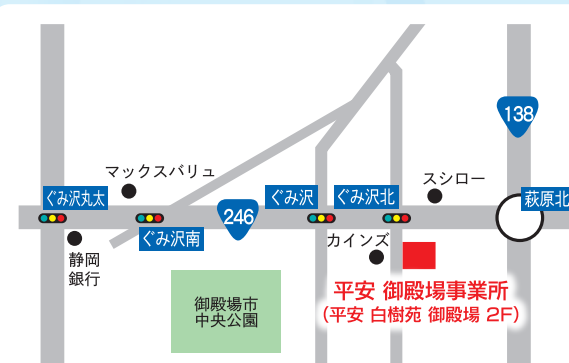 138
マックスバリュ
スシロー
ぐみ沢丸太
ぐみ沢
ぐみ沢北
萩原北
246
ぐみ沢南
カインズ
静岡
銀行
御殿場市
中央公園
平安 御殿場事業所
(平安 白樹苑 御殿場 2F)